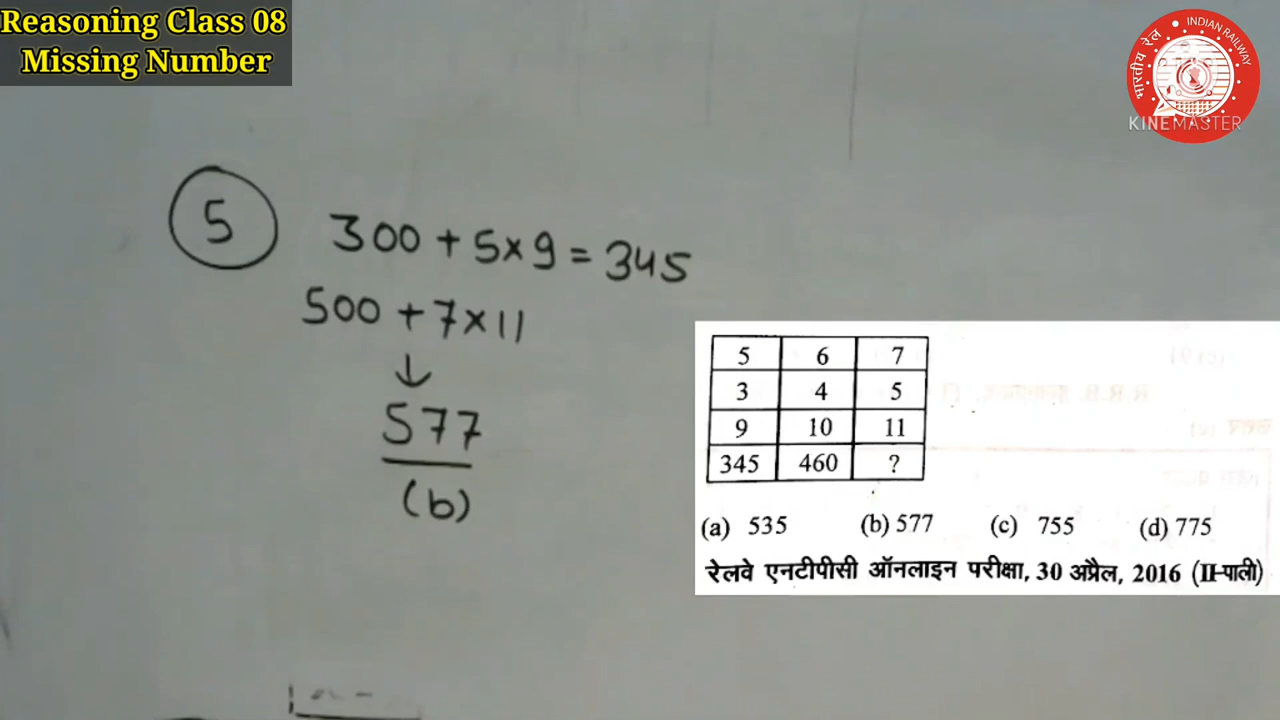 Reasoning Class 08
Missing Number
भारतीय रेल
INDIAN RAILWAY
KINEMASTER
5
300 + 5×9 = 345
500 + 7×11
↓
577
(b)
5 6 7
3 4 5
9 10 11
345 460 ?
(a) 535 (b) 577 (c) 755 (d) 775
रेलवे एनटीपीसी ऑनलाइन परीक्षा, 30 अप्रैल, 2016 (II-पाली)